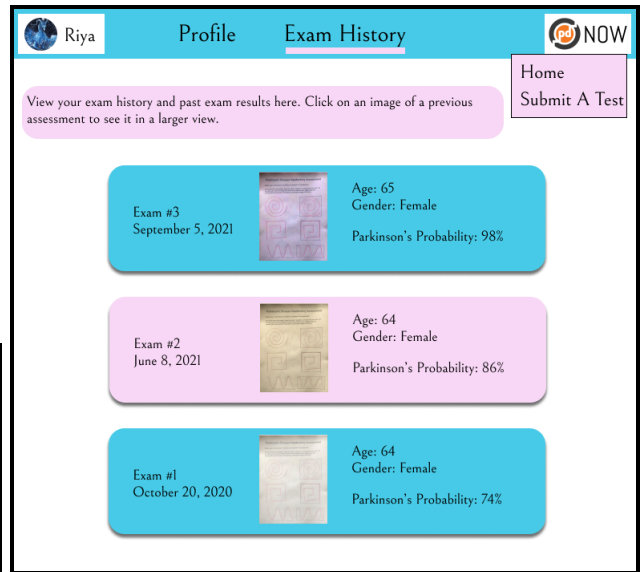 Riya
Profile
Exam History
pd NOW
Home
Submit A Test
View your exam history and past exam results here. Click on an image of a previous
assessment to see it in a larger view.
Exam #3
September 5, 2021
Age: 65
Gender: Female
Parkinson's Probability: 98%
Exam #2
June 8, 2021
Age: 64
Gender: Female
Parkinson's Probability: 86%
Exam #1
October 20, 2020
Age: 64
Gender: Female
Parkinson's Probability: 74%